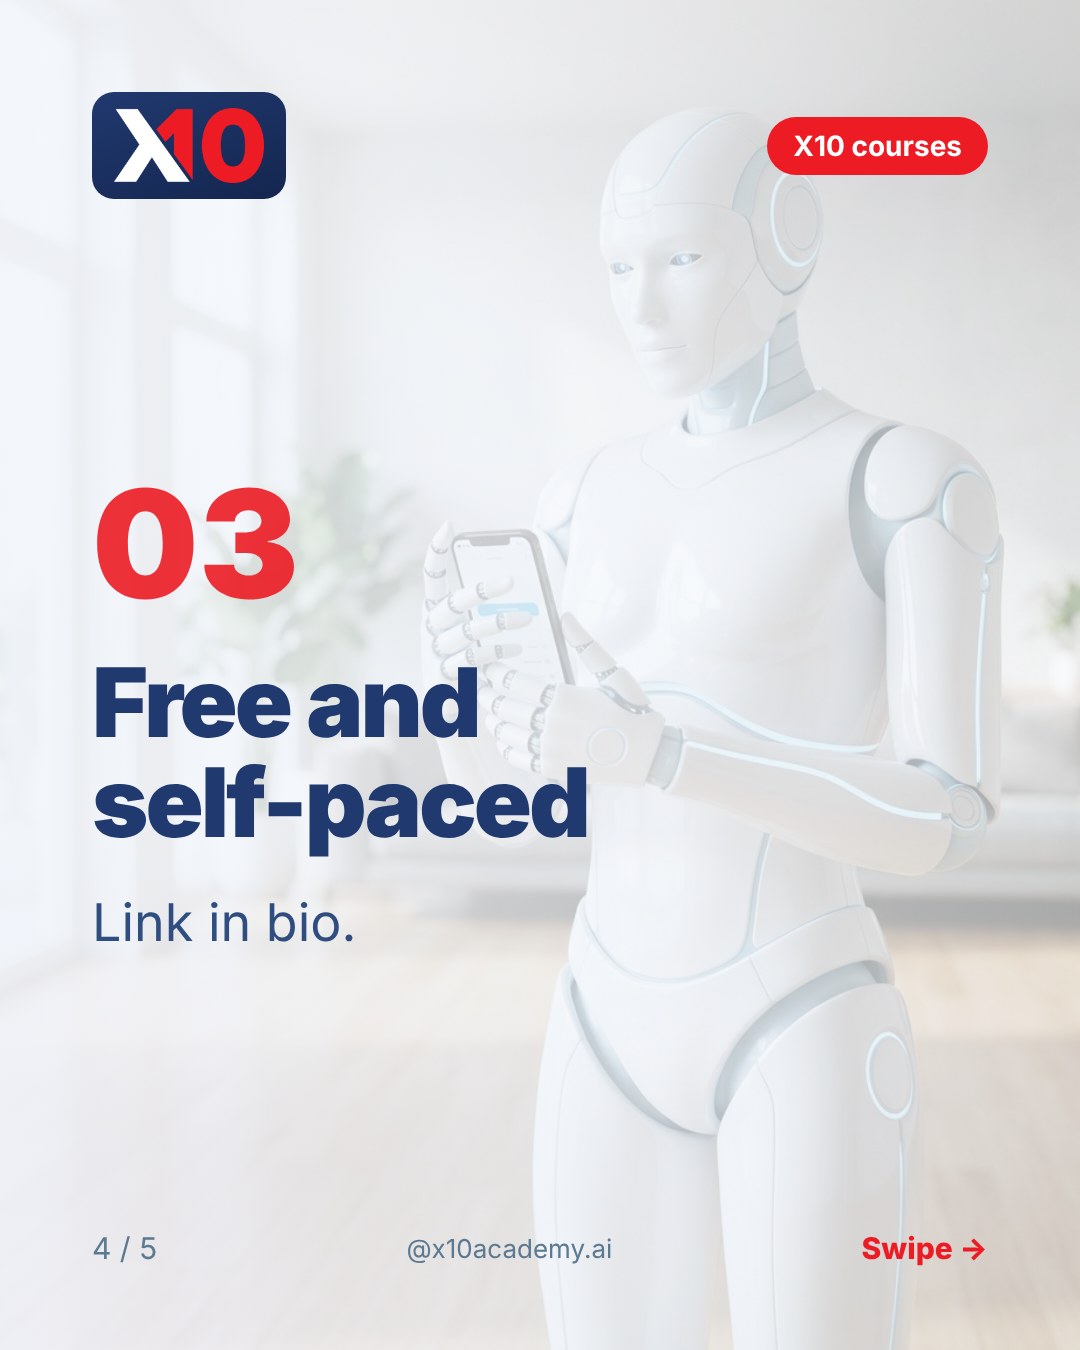 X10
X10 courses
03
Free and
self-paced
Link in bio.
4 / 5
@x10academy.ai
Swipe →